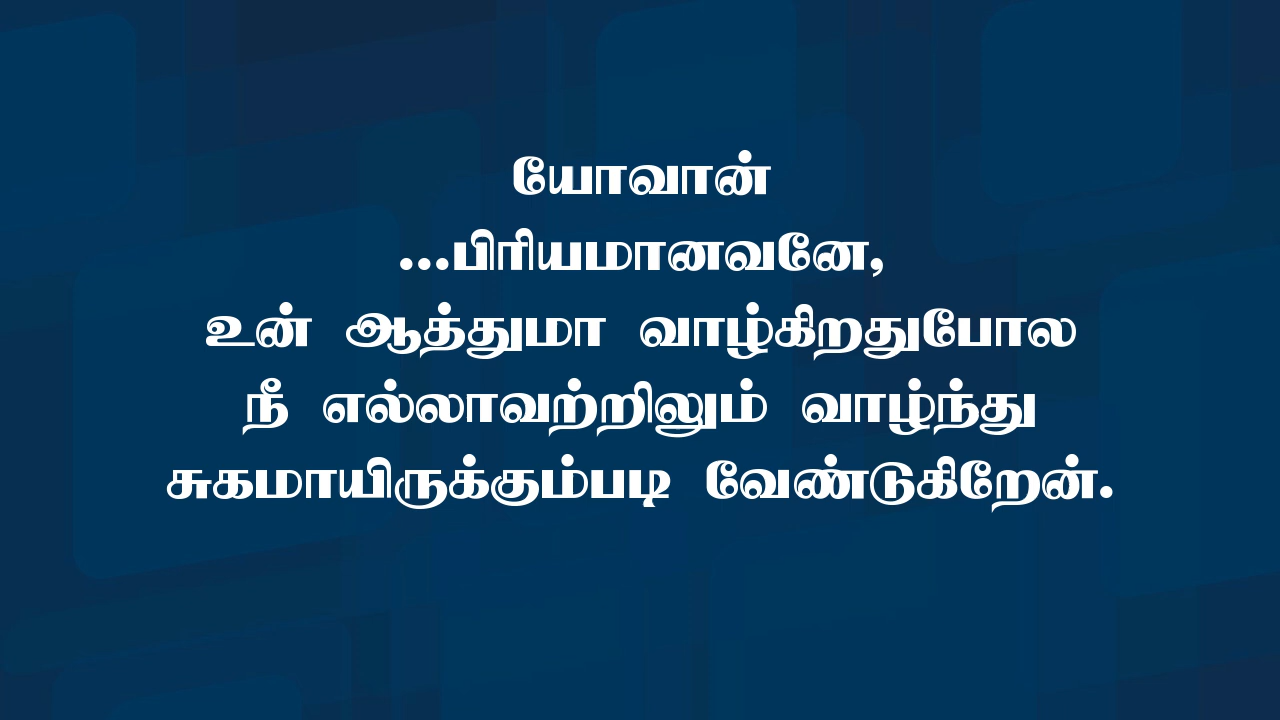 யோவான்
...பிரியமானவனே,
உன் ஆத்துமா வாழ்கிறதுபோல
நீ எல்லாவற்றிலும் வாழ்ந்து
சுகமாயிருக்கும்படி வேண்டுகிறேன்.